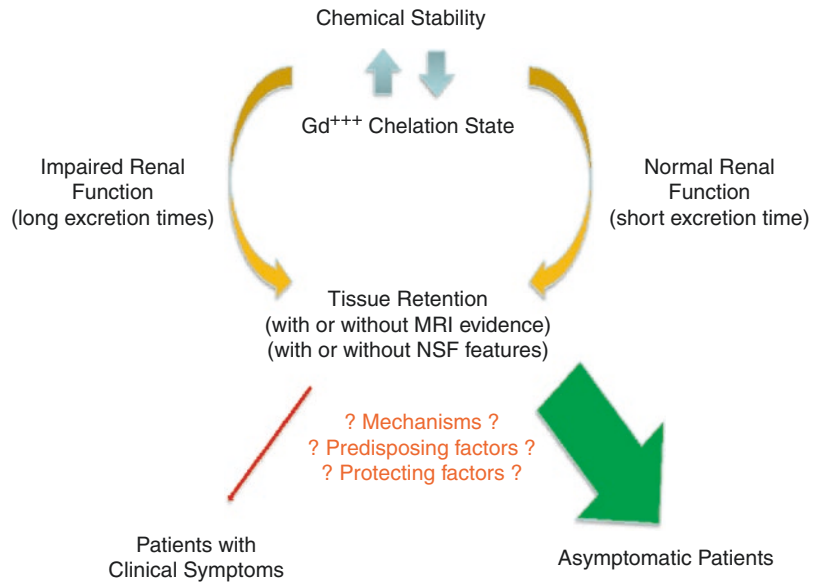 Chemical Stability
Gd+++ Chelation State
Impaired Renal
Function
(long excretion times)
Normal Renal
Function
(short excretion time)
Tissue Retention
(with or without MRI evidence)
(with or without NSF features)
? Mechanisms ?
? Predisposing factors ?
? Protecting factors ?
Patients with
Clinical Symptoms
Asymptomatic Patients